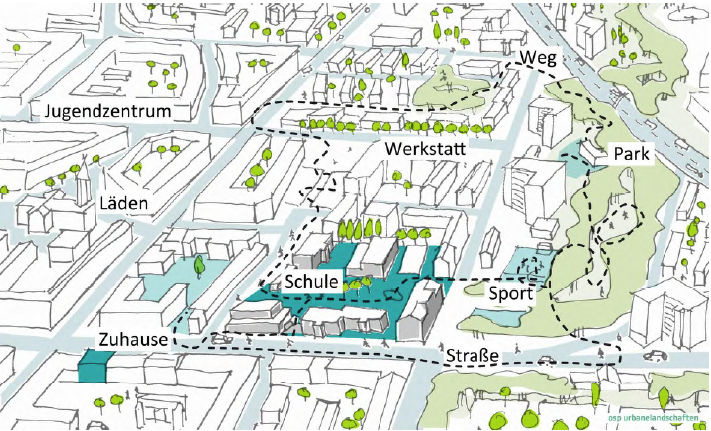 Weg
Jugendzentrum
Werkstatt
Park
Läden
Schule
Sport
Zuhause
Straße
osp urbanelandschaften